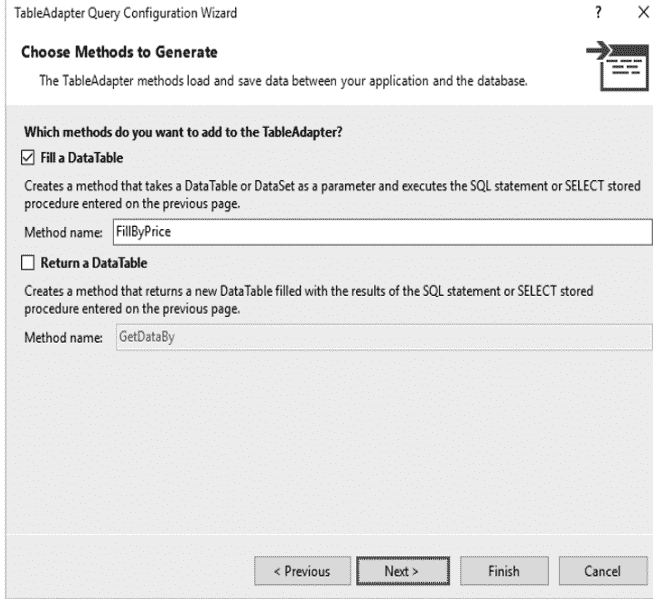 TableAdapter Query Configuration Wizard ? X
Choose Methods to Generate
The TableAdapter methods load and save data between your application and the database.
Which methods do you want to add to the TableAdapter?
Fill a DataTable
Creates a method that takes a DataTable or DataSet as a parameter and executes the SQL statement or SELECT stored
procedure entered on the previous page.
Method name: FillByPrice
Return a DataTable
Creates a method that returns a new DataTable filled with the results of the SQL statement or SELECT stored
procedure entered on the previous page.
Method name: GetDataBy
< Previous Next > Finish Cancel